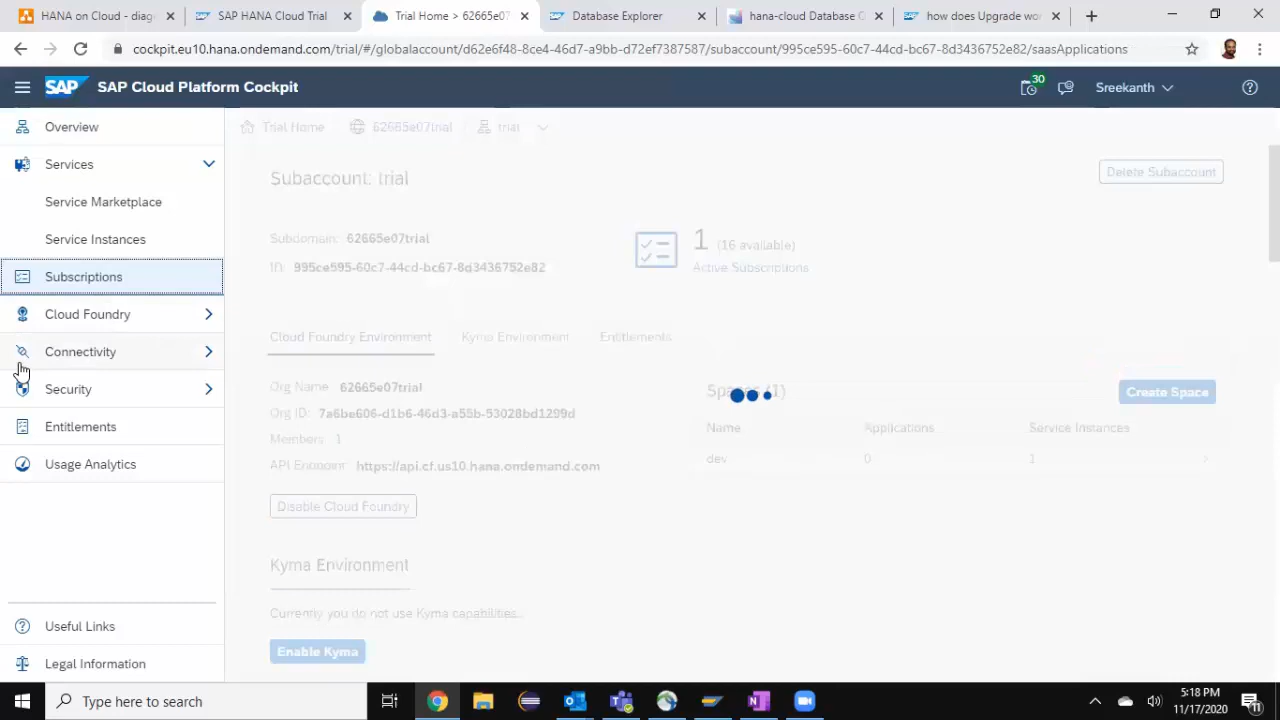 HANA on Cloud - diag
SAP HANA Cloud Trial
Trial Home > 62665e07
Database Explorer
hana-cloud Database
how does Upgrade wor
cockpit.eu10.hana.ondemand.com/trial/#/globalaccount/d62e6f48-8ce4-46d7-a9bb-d72ef7387587/subaccount/995ce595-60c7-44cd-bc67-8d3436752e82/saasApplications
SAP
SAP Cloud Platform Cockpit
30
Sreekanth
Overview
Services
Service Marketplace
Service Instances
Subscriptions
Cloud Foundry
Connectivity
Security
Entitlements
Usage Analytics
Useful Links
Legal Information
Trial Home
62665e07trial
trial
Subaccount: trial
Delete Subaccount
Subdomain: 62665e07trial
ID: 995ce595-60c7-44cd-bc67-8d3436752e82
1 (16 available)
Active Subscriptions
Cloud Foundry Environment
Kyma Environment
Entitlements
Org Name: 62665e07trial
Org ID: 7a6be606-d1b6-46d3-a55b-53028bd1299d
Members: 1
API Endpoint: https://api.cf.us10.hana.ondemand.com
Disable Cloud Foundry
Spaces (1)
Create Space
Name Applications Service Instances
dev 0 1
Kyma Environment
Currently you do not use Kyma capabilities.
Enable Kyma
Type here to search
5:18 PM
11/17/2020
11